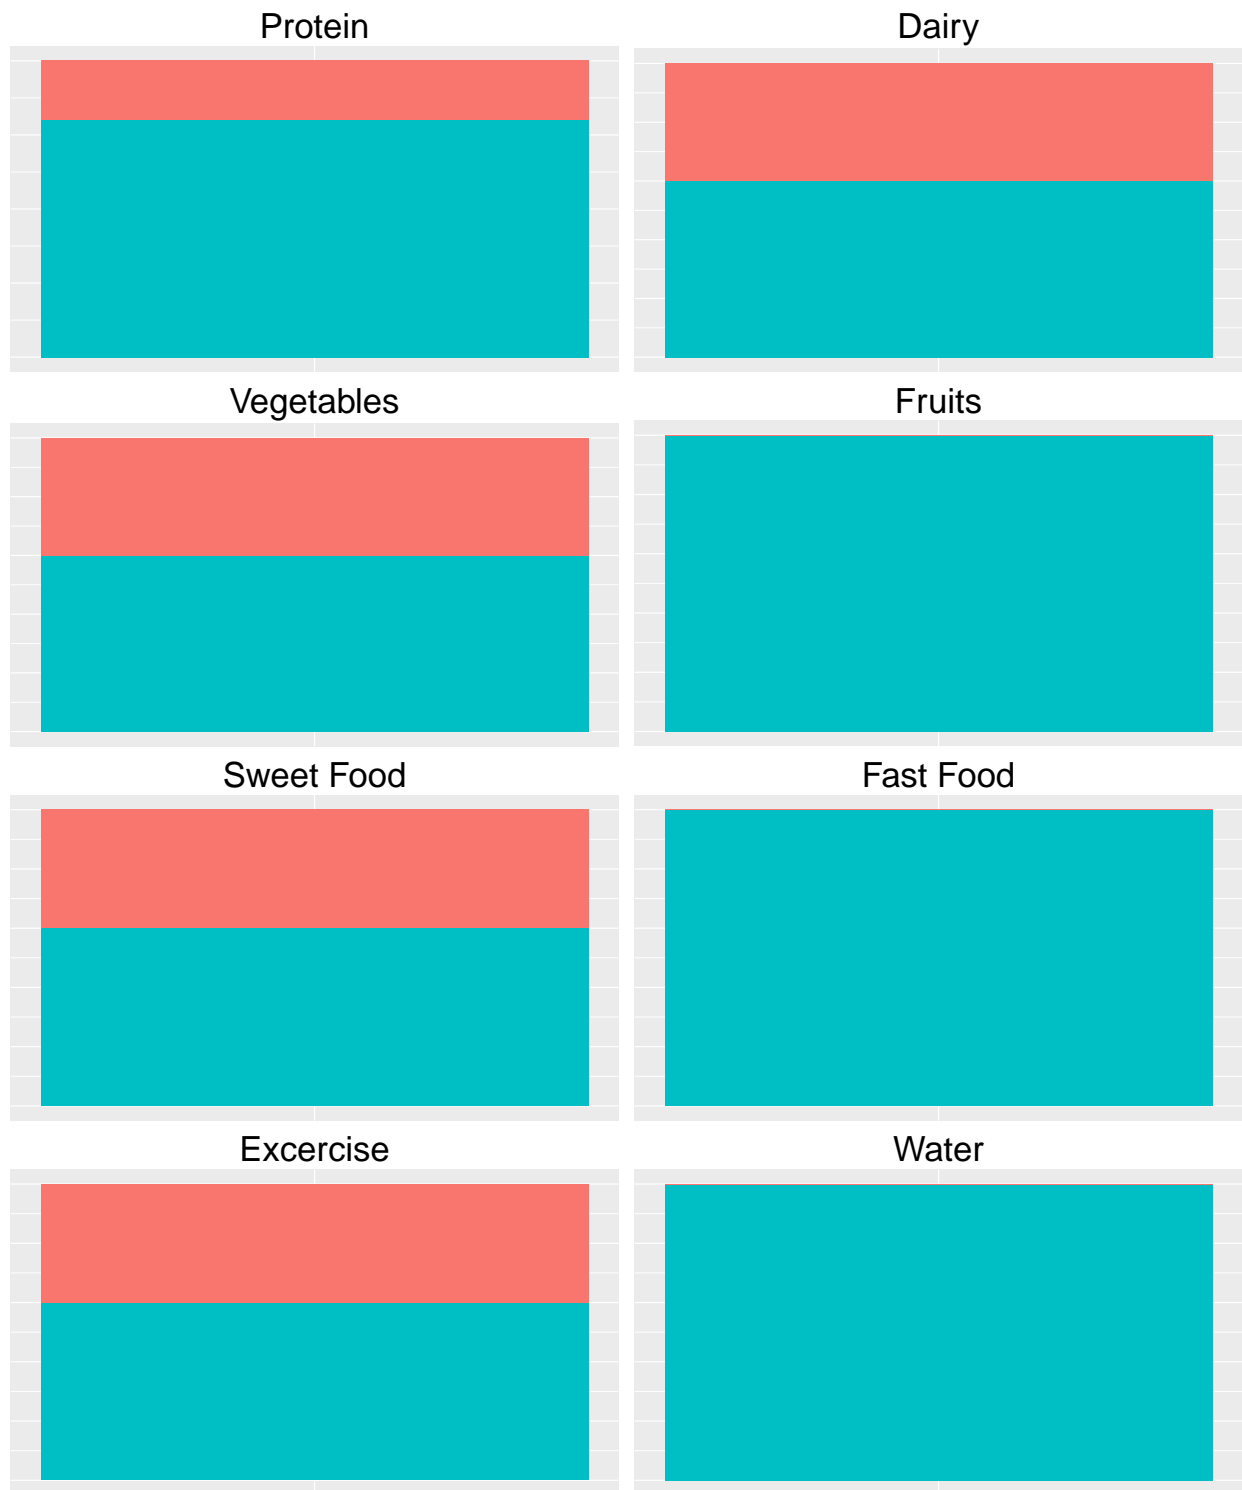 Protein
Dairy
Vegetables
Fruits
Sweet Food
Fast Food
Excercise
Water